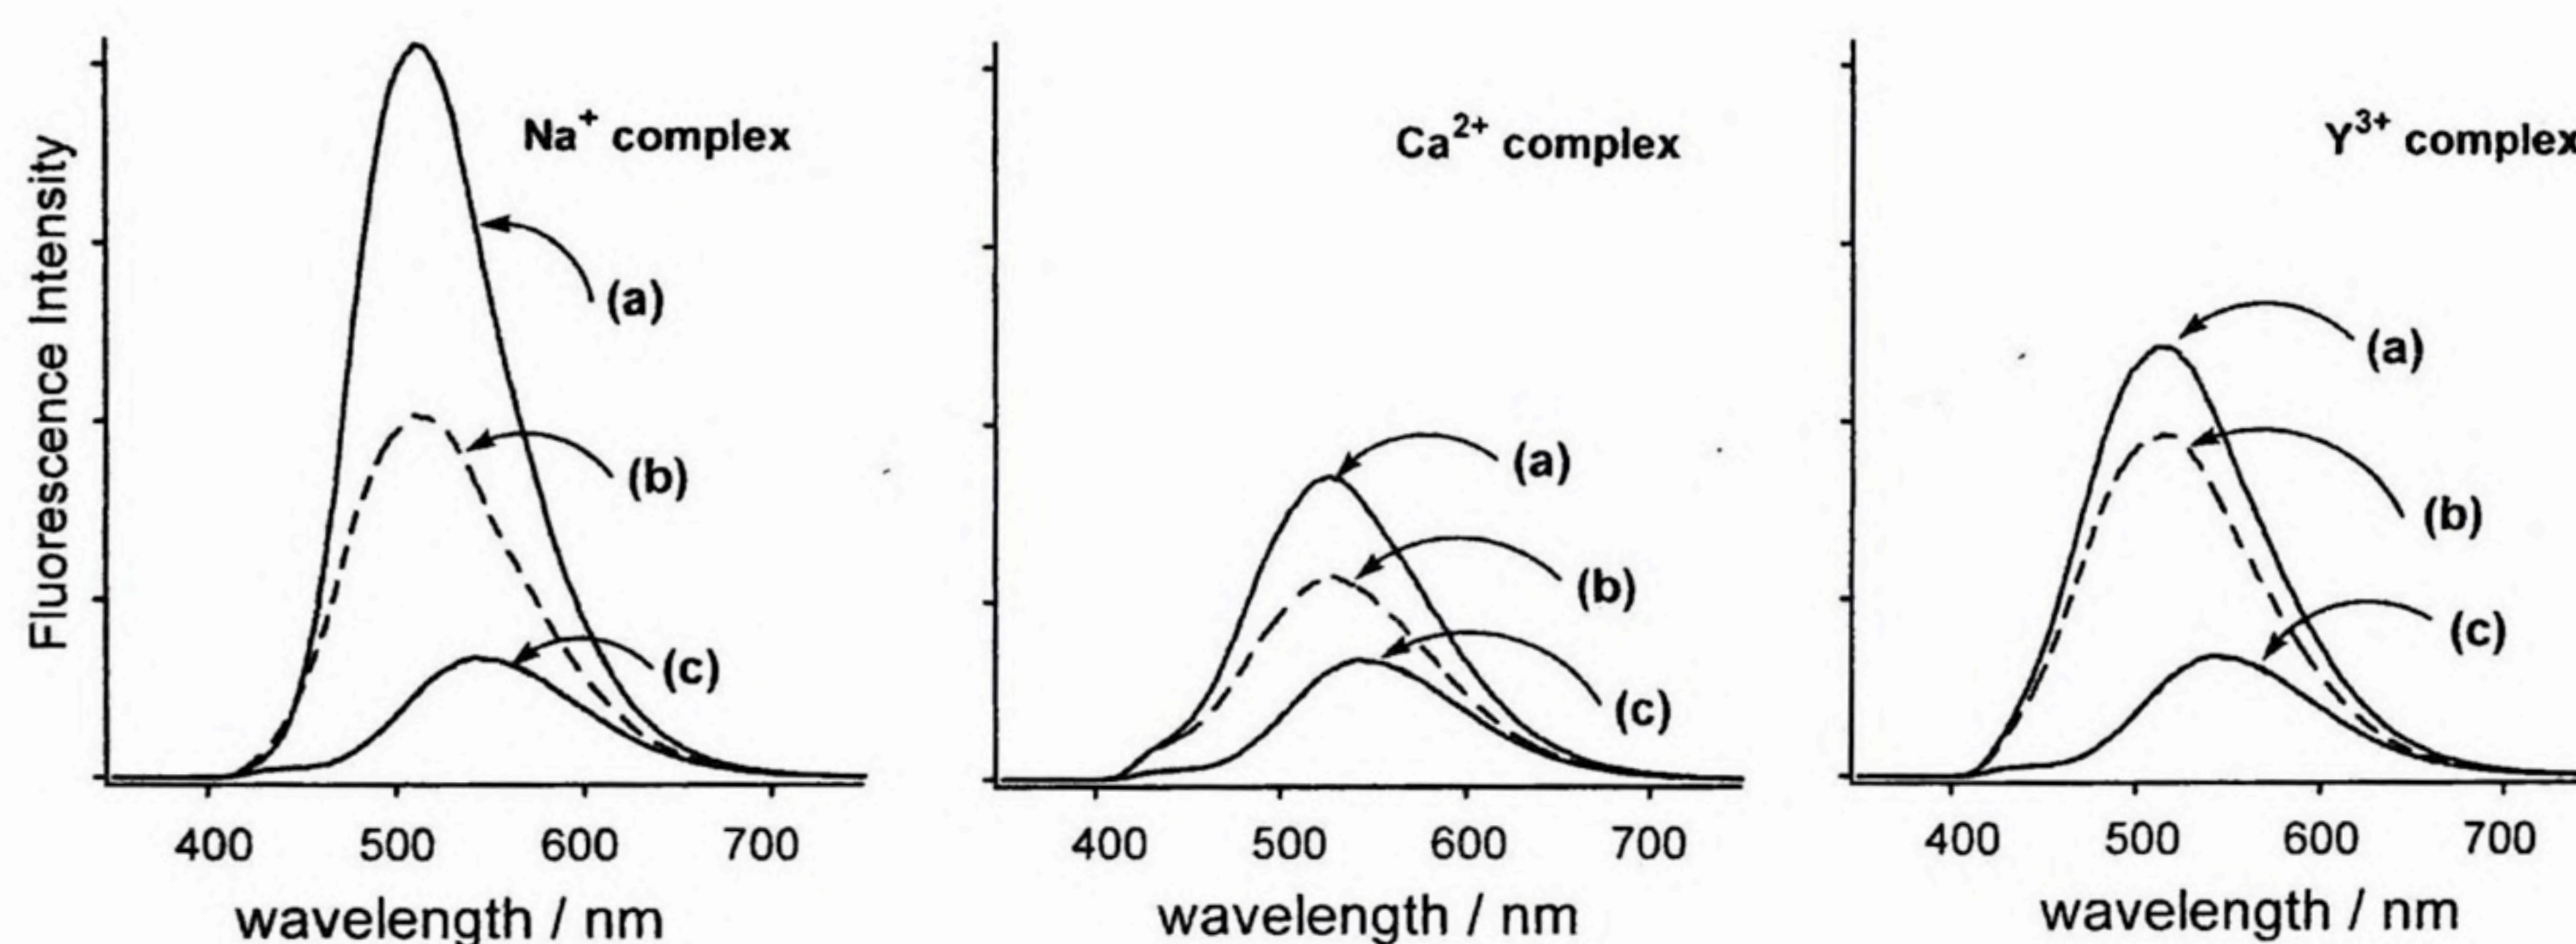 Fluorescence Intensity
Na⁺ complex
(a)
(b)
(c)
400 500 600 700
wavelength / nm
Ca²⁺ complex
(a)
(b)
(c)
400 500 600 700
wavelength / nm
Y³⁺ complex
(a)
(b)
(c)
400 500 600 700
wavelength / nm